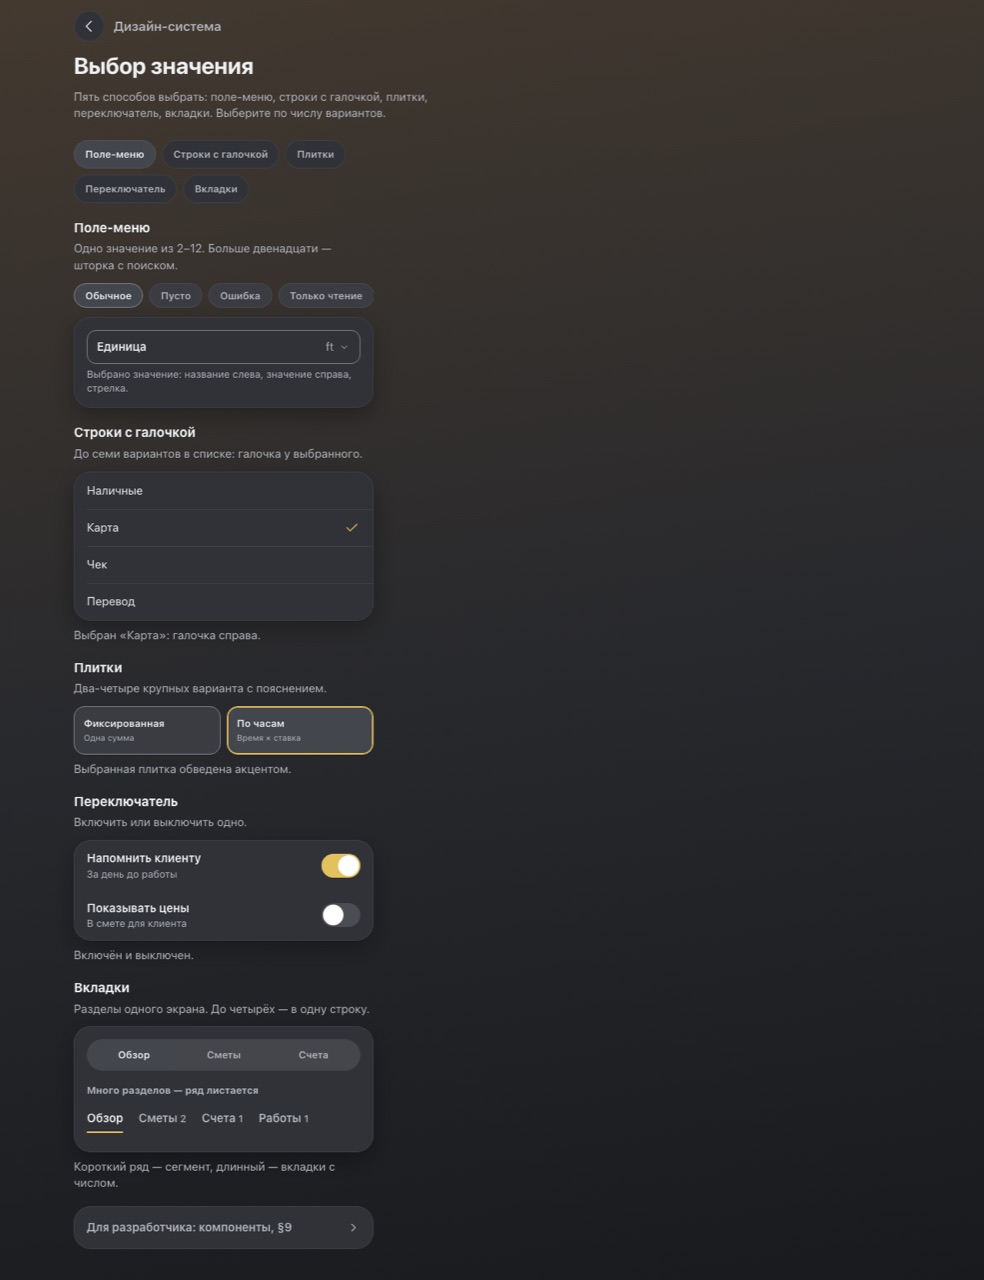 Дизайн-система
Выбор значения
Пять способов выбрать: поле-меню, строки с галочкой, плитки,
переключатель, вкладки. Выберите по числу вариантов.
Поле-меню
Строки с галочкой
Плитки
Переключатель
Вкладки
Поле-меню
Одно значение из 2–12. Больше двенадцати —
шторка с поиском.
Обычное
Пусто
Ошибка
Только чтение
Единица
ft
Выбрано значение: название слева, значение справа,
стрелка.
Строки с галочкой
До семи вариантов в списке: галочка у выбранного.
Наличные
Карта
Чек
Перевод
Выбран «Карта»: галочка справа.
Плитки
Два-четыре крупных варианта с пояснением.
Фиксированная
Одна сумма
По часам
Время × ставка
Выбранная плитка обведена акцентом.
Переключатель
Включить или выключить одно.
Напомнить клиенту
За день до работы
Показывать цены
В смете для клиента
Включён и выключен.
Вкладки
Разделы одного экрана. До четырёх — в одну строку.
Обзор
Сметы
Счета
Много разделов — ряд листается
Обзор
Сметы 2
Счета 1
Работы 1
Короткий ряд — сегмент, длинный — вкладки с
числом.
Для разработчика: компоненты, §9